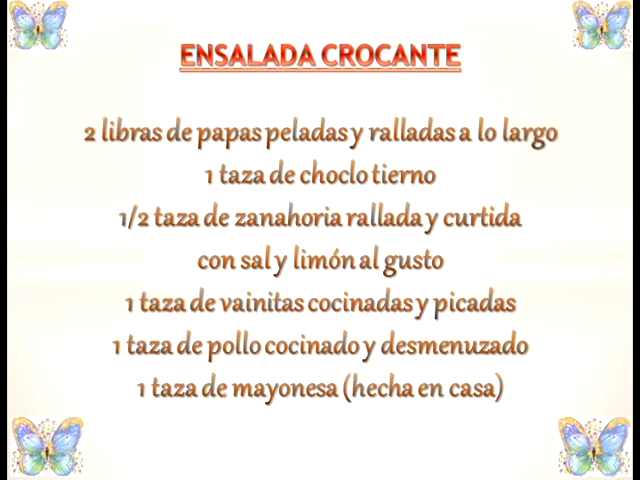 ENSALADA CROCANTE
2 libras de papas peladas y ralladas a lo largo
1 taza de choclo tierno
1/2 taza de zanahoria rallada y curtida
con sal y limón al gusto
1 taza de vainitas cocinadas y picadas
1 taza de pollo cocinado y desmenuzado
1 taza de mayonesa (hecha en casa)